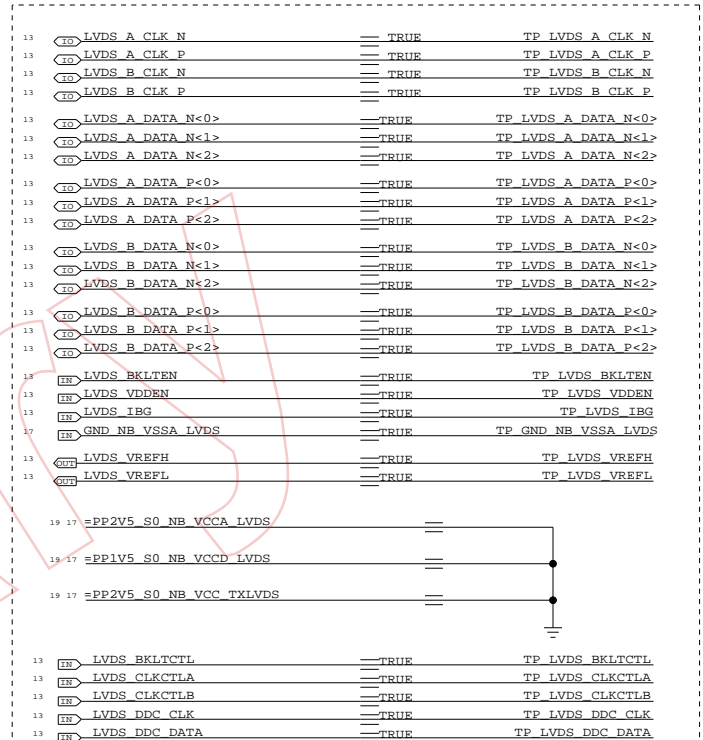 13 IO LVDS_A_CLK_N TRUE TP_LVDS_A_CLK_N
13 IO LVDS_A_CLK_P TRUE TP_LVDS_A_CLK_P
13 IO LVDS_B_CLK_N TRUE TP_LVDS_B_CLK_N
13 IO LVDS_B_CLK_P TRUE TP_LVDS_B_CLK_P
13 IO LVDS_A_DATA_N<0> TRUE TP_LVDS_A_DATA_N<0>
13 IO LVDS_A_DATA_N<1> TRUE TP_LVDS_A_DATA_N<1>
13 IO LVDS_A_DATA_N<2> TRUE TP_LVDS_A_DATA_N<2>
13 IO LVDS_A_DATA_P<0> TRUE TP_LVDS_A_DATA_P<0>
13 IO LVDS_A_DATA_P<1> TRUE TP_LVDS_A_DATA_P<1>
13 IO LVDS_A_DATA_P<2> TRUE TP_LVDS_A_DATA_P<2>
13 IO LVDS_B_DATA_N<0> TRUE TP_LVDS_B_DATA_N<0>
13 IO LVDS_B_DATA_N<1> TRUE TP_LVDS_B_DATA_N<1>
13 IO LVDS_B_DATA_N<2> TRUE TP_LVDS_B_DATA_N<2>
13 IO LVDS_B_DATA_P<0> TRUE TP_LVDS_B_DATA_P<0>
13 IO LVDS_B_DATA_P<1> TRUE TP_LVDS_B_DATA_P<1>
13 IO LVDS_B_DATA_P<2> TRUE TP_LVDS_B_DATA_P<2>
13 IN LVDS_BKLTEN TRUE TP_LVDS_BKLTEN
13 IN LVDS_VDDEN TRUE TP_LVDS_VDDEN
13 IN LVDS_IBG TRUE TP_LVDS_IBG
17 IN GND_NB_VSSA_LVDS TRUE TP_GND_NB_VSSA_LVDS
13 OUT LVDS_VREFH TRUE TP_LVDS_VREFH
13 OUT LVDS_VREFL TRUE TP_LVDS_VREFL
19 17 =PP2V5_S0_NB_VCCA_LVDS
19 17 =PP1V5_S0_NB_VCCD_LVDS
19 17 =PP2V5_S0_NB_VCC_TXLVDS
13 IN LVDS_BKLTCTL TRUE TP_LVDS_BKLTCTL
13 IN LVDS_CLKCTLA TRUE TP_LVDS_CLKCTLA
13 IN LVDS_CLKCTLB TRUE TP_LVDS_CLKCTLB
13 IN LVDS_DDC_CLK TRUE TP_LVDS_DDC_CLK
13 IN LVDS_DDC_DATA TRUE TP_LVDS_DDC_DATA